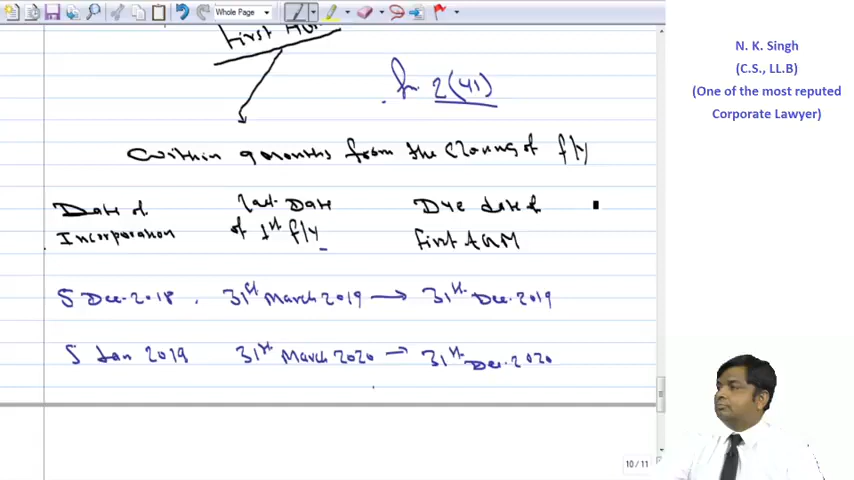 Whole Page
N. K. Singh
(C.S., LL.B)
(One of the most reputed
Corporate Lawyer)
First
2(41)
Within 9 months from the Closing of f/y
Date of Incorporation
Last Date of 1st f/y
Due date of first AGM
5 Dec. 2018, 31st March 2019 → 31st Dec. 2019
5 Jan 2019 31st March 2020 → 31st Dec. 2020
10/11